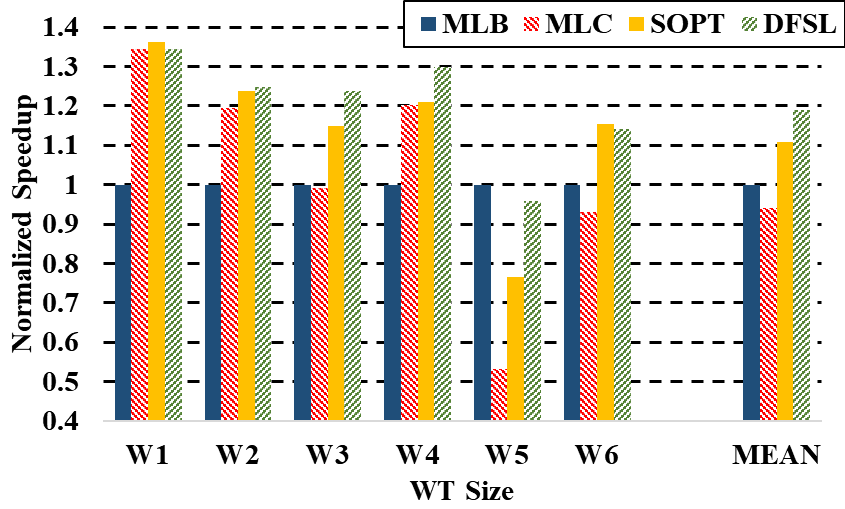 MLB MLC SOPT DFSL
Normalized Speedup
1.4
1.3
1.2
1.1
1
0.9
0.8
0.7
0.6
0.5
0.4
W1 W2 W3 W4 W5 W6 MEAN
WT Size